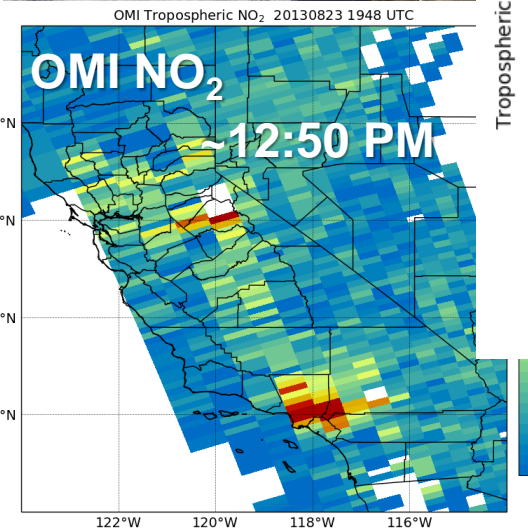 OMI Tropospheric NO₂ 20130823 1948 UTC
OMI NO₂
~12:50 PM
Tropospheric
°N
°N
°N
°N
122°W 120°W 118°W 116°W